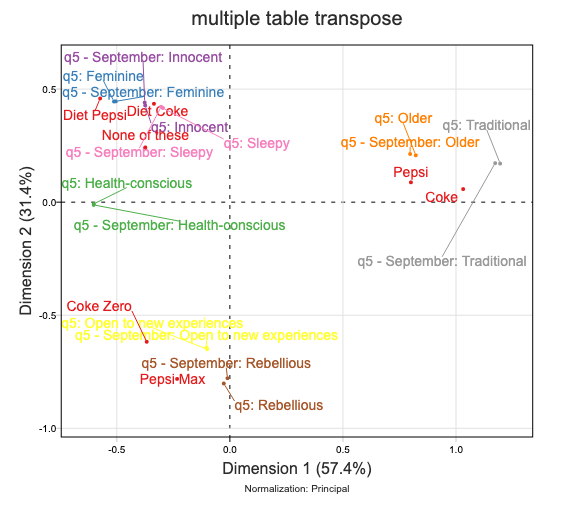 multiple table transpose
q5 - September: Innocent
q5: Feminine
q5 - September: Feminine
Diet Pepsi
Diet Coke
q5: Innocent
None of these
q5: Sleepy
q5 - September: Sleepy
q5: Older
q5: Traditional
q5 - September: Older
Pepsi
Coke
q5: Health-conscious
q5 - September: Health-conscious
q5 - September: Traditional
Coke Zero
q5: Open to new experiences
q5 - September: Open to new experiences
q5 - September: Rebellious
Pepsi Max
q5: Rebellious
0.5
0.0
-0.5
-1.0
Dimension 2 (31.4%)
-0.5
0.0
0.5
1.0
Dimension 1 (57.4%)
Normalization: Principal